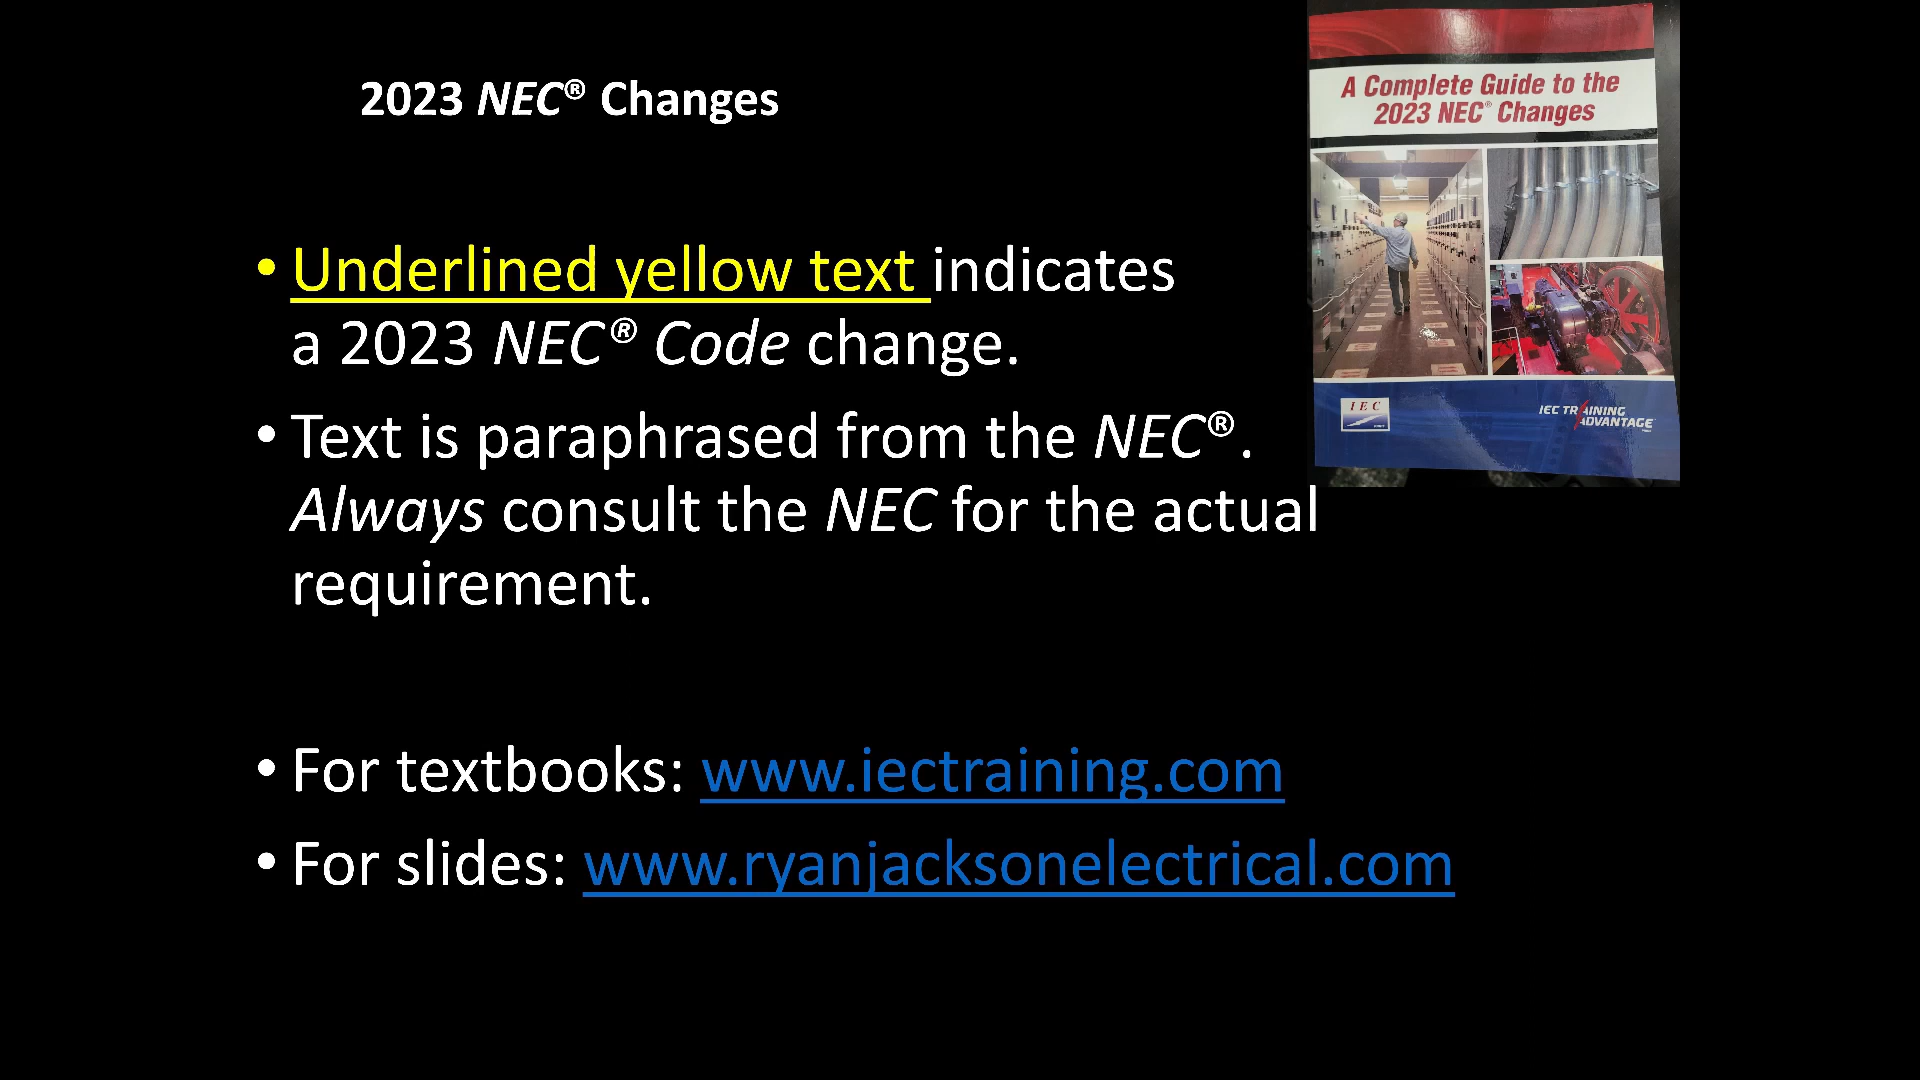 2023 NEC® Changes
A Complete Guide to the
2023 NEC® Changes
• Underlined yellow text indicates
a 2023 NEC® Code change.
• Text is paraphrased from the NEC®.
Always consult the NEC for the actual
requirement.
IEC
IEC TRAINING
ADVANTAGE
• For textbooks: www.iectraining.com
• For slides: www.ryanjacksonelectrical.com